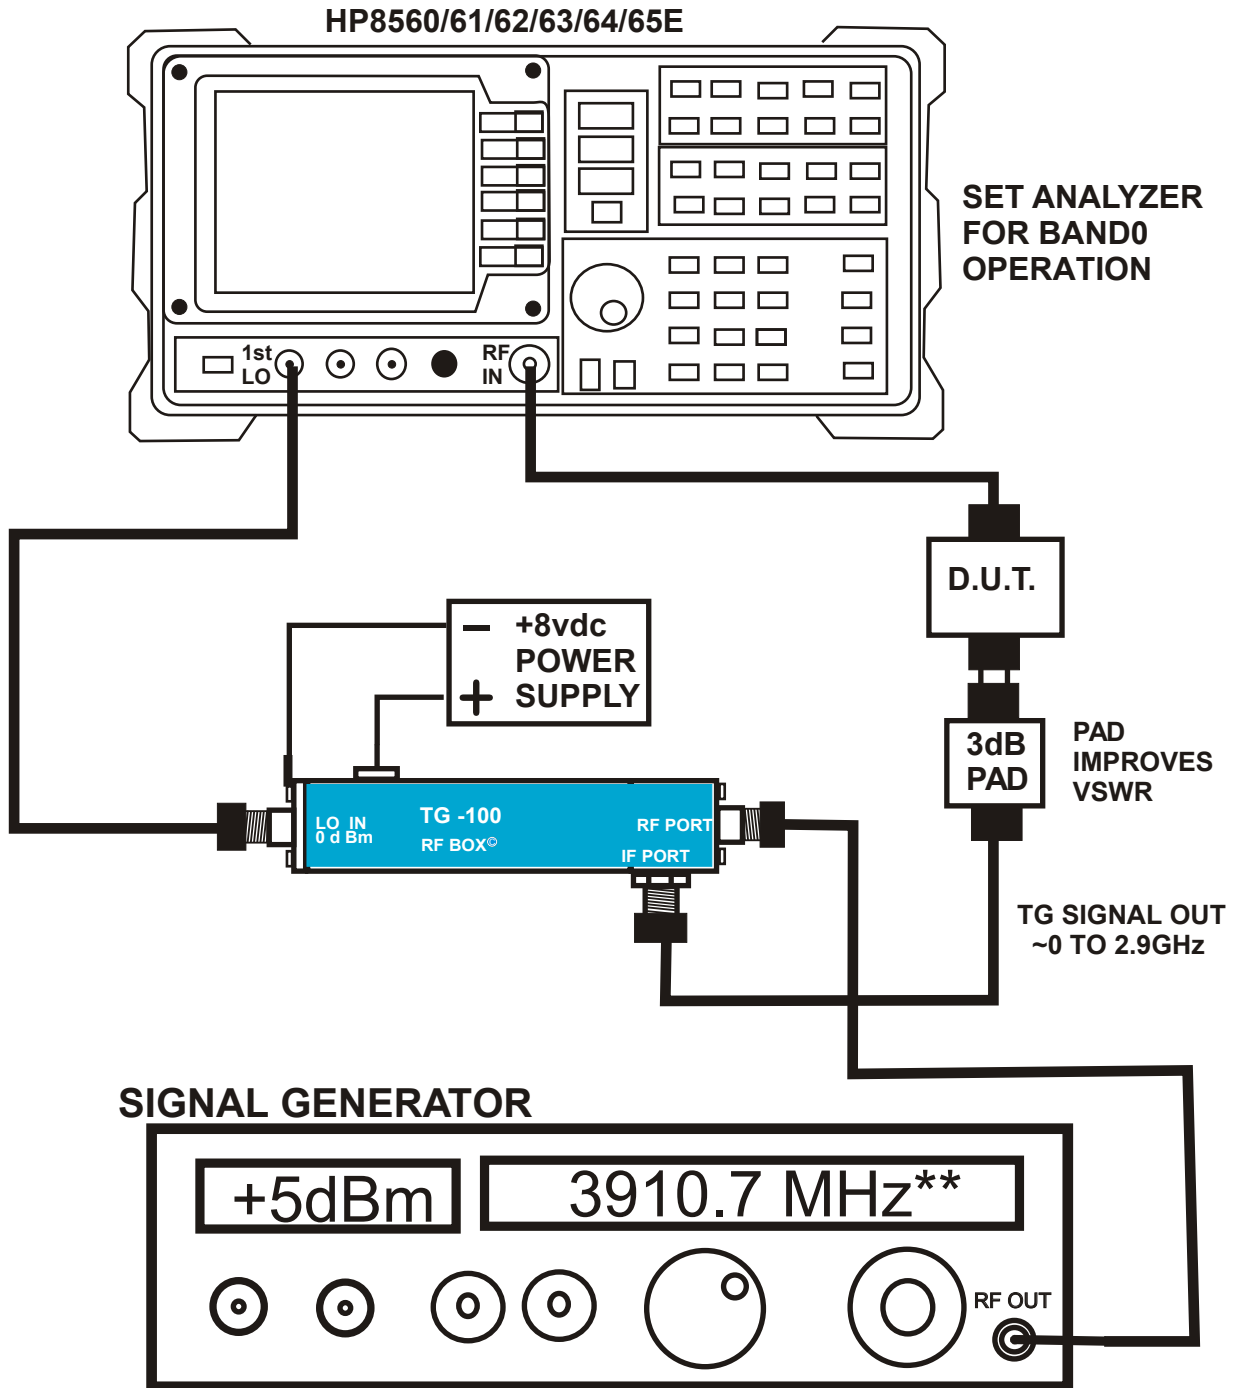 HP8560/61/62/63/64/65E
SET ANALYZER
FOR BAND0
OPERATION
1st
LO
RF
IN
D.U.T.
— +8vdc
POWER
+ SUPPLY
3dB
PAD
PAD
IMPROVES
VSWR
LO IN
0 d Bm
TG -100
RF BOX©
RF PORT
IF PORT
TG SIGNAL OUT
~0 TO 2.9GHz
SIGNAL GENERATOR
+5dBm
3910.7 MHz**
RF OUT